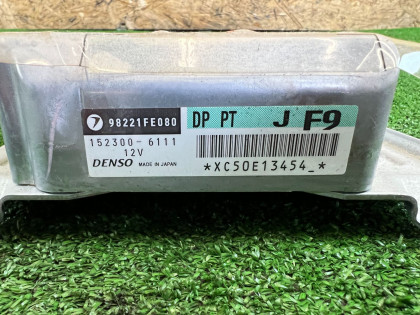 7 98221FE080 DP PT J F9
152300-6111
12V
DENSO MADE IN JAPAN
*XC50E13454_*